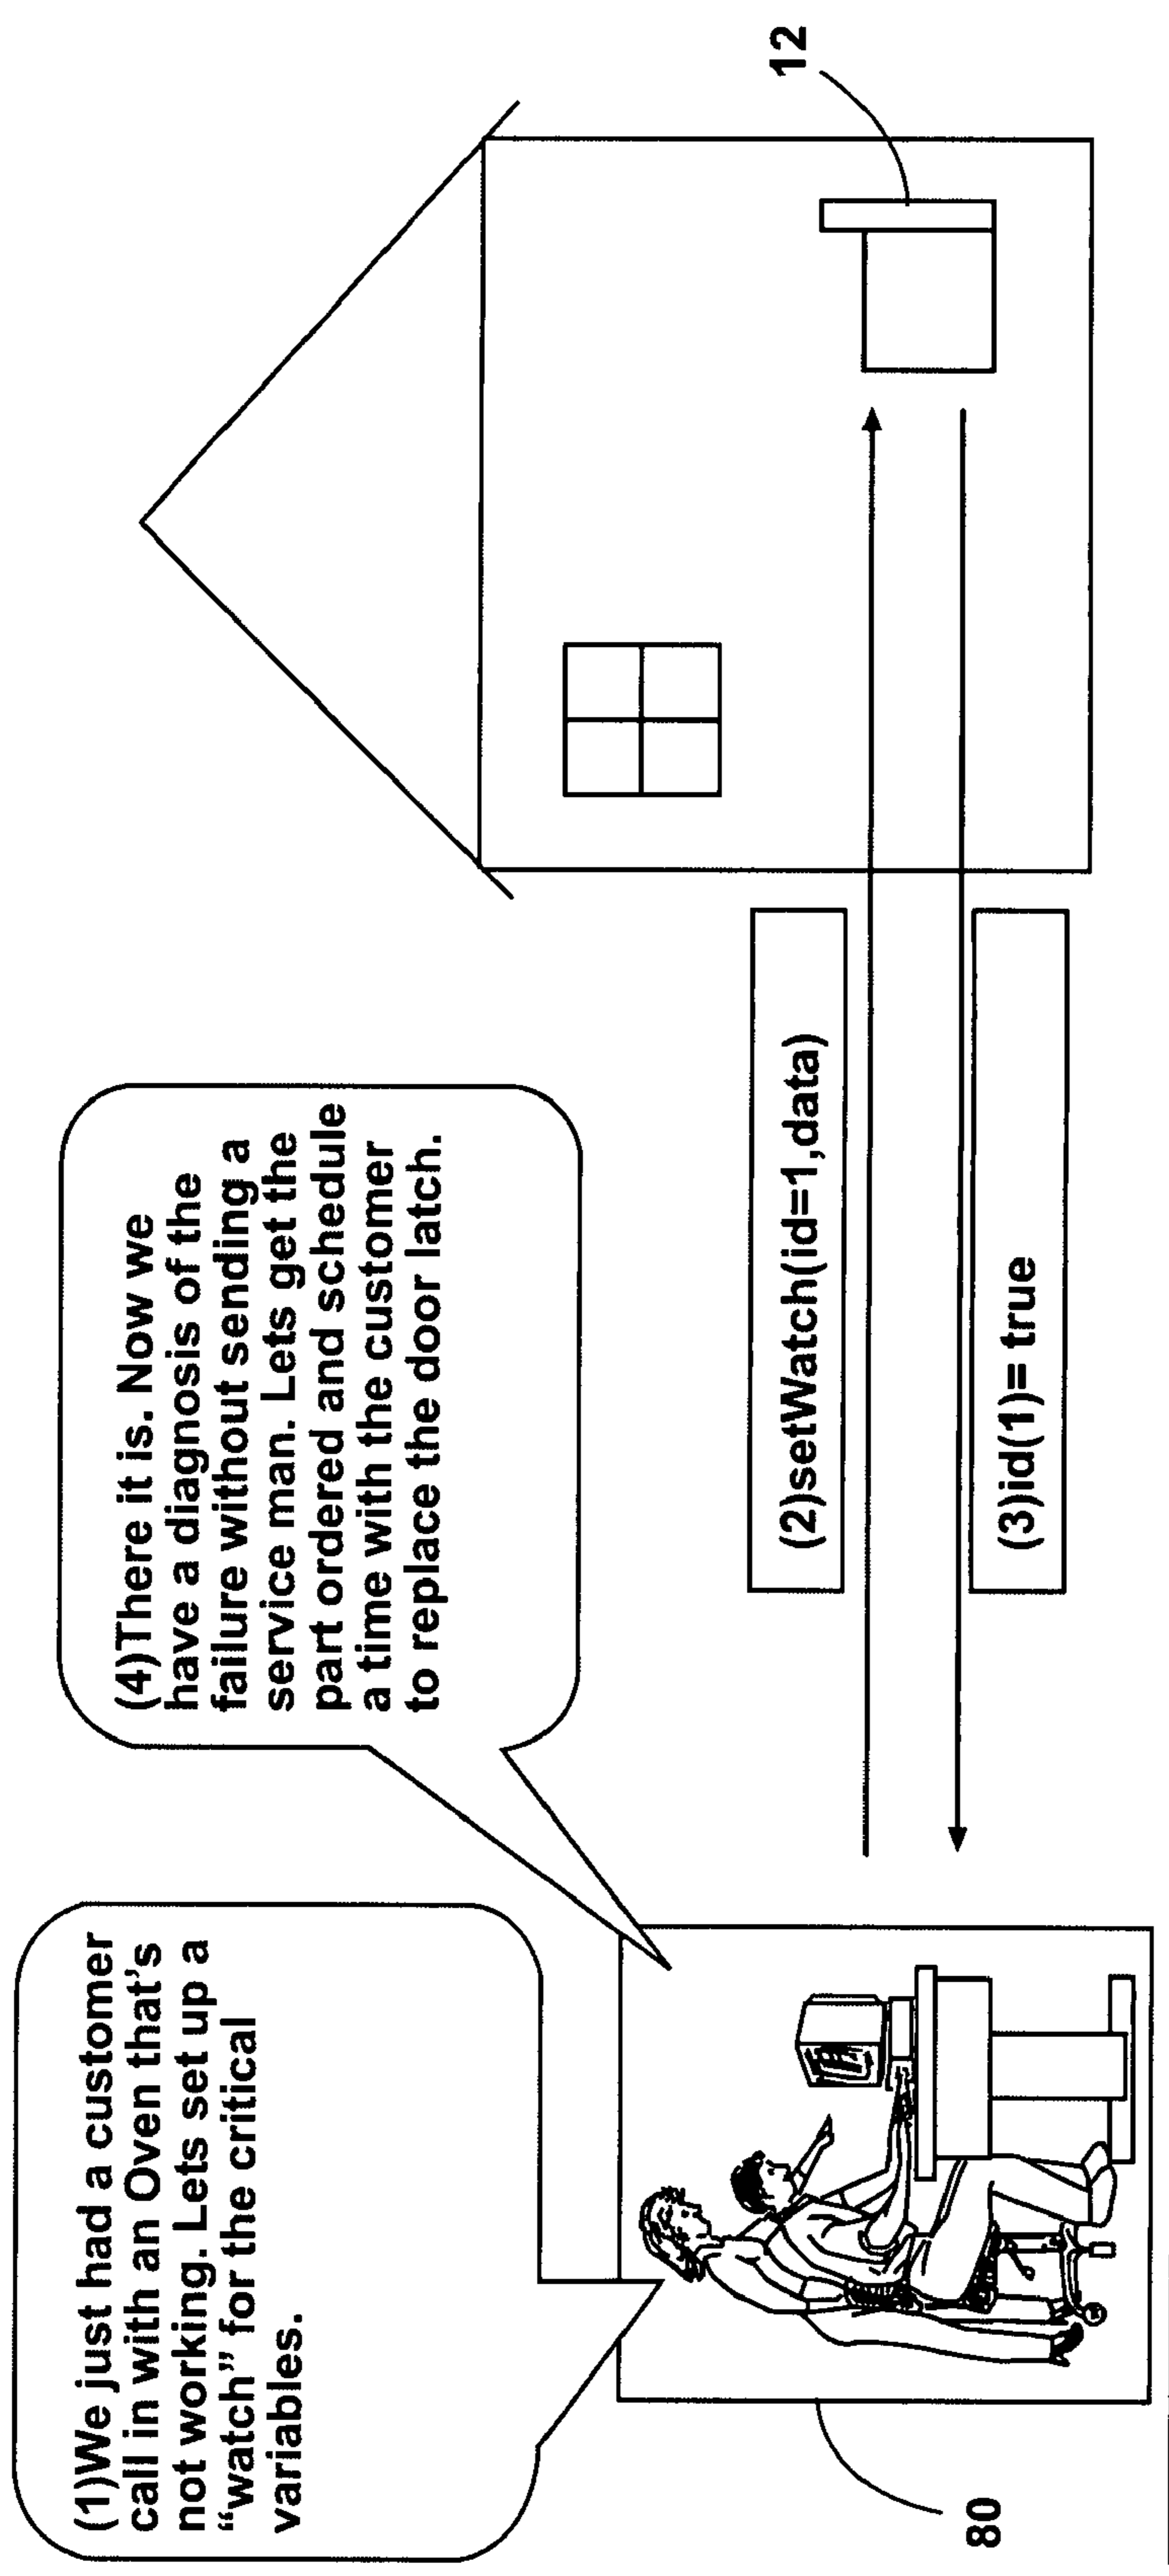 (1)We just had a customer
call in with an Oven that's
not working. Lets set up a
“watch” for the critical
variables.
(4)There it is. Now we
have a diagnosis of the
failure without sending a
service man. Lets get the
part ordered and schedule
a time with the customer
to replace the door latch.
(2)setWatch(id=1,data)
(3)id(1)= true
12
80